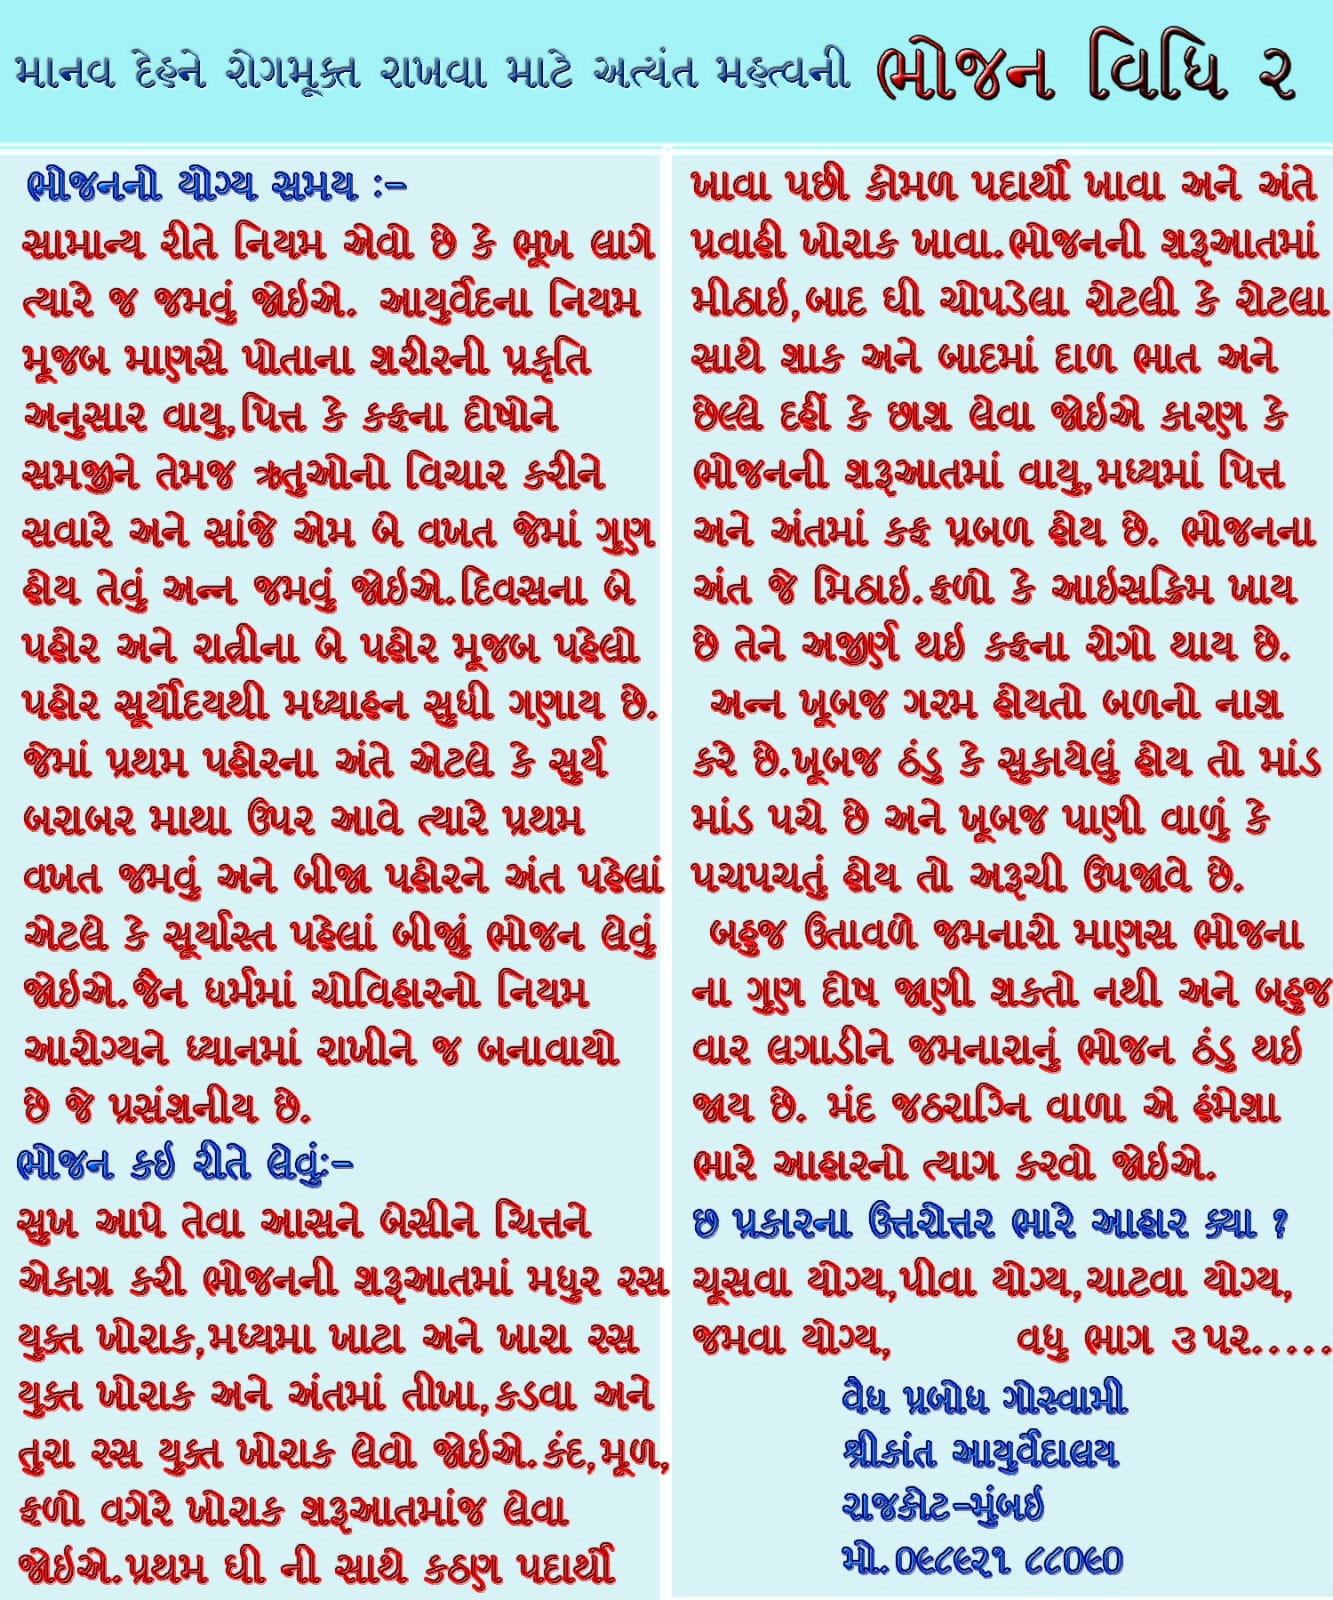 માનવ દેહને રોગમૂક્ત રાખવા માટે અત્યંત મહત્વની ભોજન વિધિ ૨
ભોજનનો યોગ્ય સમય :-
સામાન્ય રીતે નિયમ એવો છે કે ભૂખ લાગે
ત્યારે જ જમવું જોઇએ. આયુર્વેદના નિયમ
મૂજબ માણસે પોતાના શરીરની પ્રકૃતિ
અનુસાર વાયુ,પિત્ત કે કફના દોષોને
સમજીને તેમજ ઋતુઓનો વિચાર કરીને
સવારે અને સાંજે એમ બે વખત જેમાં ગુણ
હોય તેવું અન્ન જમવું જોઇએ.દિવસના બે
પહોર અને રાત્રીના બે પહોર મૂજબ પહેલો
પહોર સૂર્યોદયથી મધ્યાહન સુધી ગણાય છે.
જેમાં પ્રથમ પહોરના અંતે એટલે કે સુર્ય
બરાબર માથા ઉપર આવે ત્યારે પ્રથમ
વખત જમવું અને બીજા પહોરને અંત પહેલાં
એટલે કે સૂર્યાસ્ત પહેલાં બીજું ભોજન લેવું
જોઇએ.જૈન ધર્મમાં ચોવિહારનો નિયમ
આરોગ્યને ધ્યાનમાં રાખીને જ બનાવાયો
છે જે પ્રસંશનીય છે.
ભોજન કઇ રીતે લેવું:-
સુખ આપે તેવા આસને બેસીને ચિત્તને
એકાગ્ર કરી ભોજનની શરૂઆતમાં મધુર રસ
યુક્ત ખોરાક,મધ્યમા ખાટા અને ખારા રસ
યુક્ત ખોરાક અને અંતમાં તીખા,કડવા અને
તુરા રસ યુક્ત ખોરાક લેવો જોઇએ.કંદ,મૂળ,
ફળો વગેરે ખોરાક શરૂઆતમાંજ લેવા
જોઇએ.પ્રથમ ઘી ની સાથે કઠણ પદાર્થો
ખાવા પછી કોમળ પદાર્થો ખાવા અને અંતે
પ્રવાહી ખોરાક ખાવા.ભોજનની શરૂઆતમાં
મીઠાઇ,બાદ ઘી ચોપડેલા રોટલી કે રોટલા
સાથે શાક અને બાદમાં દાળ ભાત અને
છેલ્લે દહીં કે છાશ લેવા જોઇએ કારણ કે
ભોજનની શરૂઆતમાં વાયુ,મધ્યમાં પિત્ત
અને અંતમાં કફ પ્રબળ હોય છે. ભોજનના
અંત જે મિઠાઇ.ફળો કે આઇસક્રિમ ખાય
છે તેને અજીર્ણ થઇ કફના રોગો થાય છે.
અન્ન ખૂબજ ગરમ હોયતો બળનો નાશ
કરે છે.ખૂબજ ઠંડુ કે સુકાયેલું હોય તો માંડ
માંડ પચે છે અને ખૂબજ પાણી વાળું કે
પચપચતું હોય તો અરૂચી ઉપજાવે છે.
બહુજ ઉતાવળે જમનારો માણસ ભોજના
ના ગુણ દોષ જાણી શકતો નથી અને બહુજ
વાર લગાડીને જમનારાનું ભોજન ઠંડુ થઇ
જાય છે. મંદ જઠરાગ્નિ વાળા એ હંમેશા
ભારે આહારનો ત્યાગ કરવો જોઇએ.
છ પ્રકારના ઉત્તરોત્તર ભારે આહાર ક્યા ?
ચૂસવા યોગ્ય,પીવા યોગ્ય,ચાટવા યોગ્ય,
જમવા યોગ્ય, વધુ ભાગ ૩ પર.....
વૈધ પ્રબોધ ગોસ્વામી
શ્રીકાંત આયુર્વેદાલય
રાજકોટ-મુંબઇ
મો.૦૯૮૯૨૧ ૮૮૦૯૦